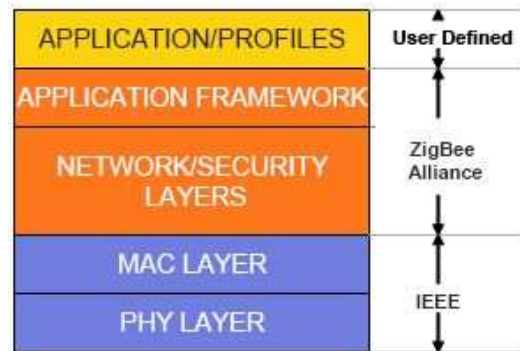 APPLICATION/PROFILES
User Defined
APPLICATION FRAMEWORK
NETWORK/SECURITY
LAYERS
ZigBee
Alliance
MAC LAYER
PHY LAYER
IEEE